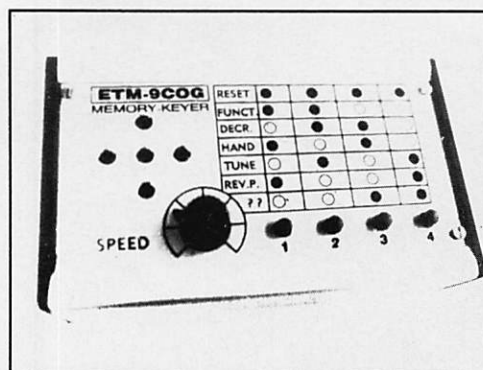 ETM-9COG
MEMORY KEYER
RESET
FUNCT.
DECR.
HAND
TUNE
REV.P.
??
SPEED
1 2 3 4